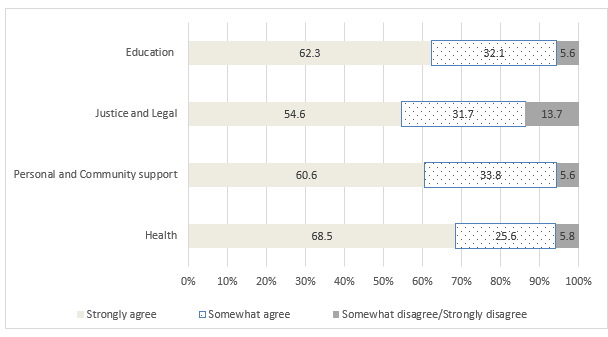 Education 62.3 32.1 5.6
Justice and Legal 54.6 31.7 13.7
Personal and Community support 60.6 33.8 5.6
Health 68.5 25.6 5.8
0% 10% 20% 30% 40% 50% 60% 70% 80% 90% 100%
Strongly agree Somewhat agree Somewhat disagree/Strongly disagree